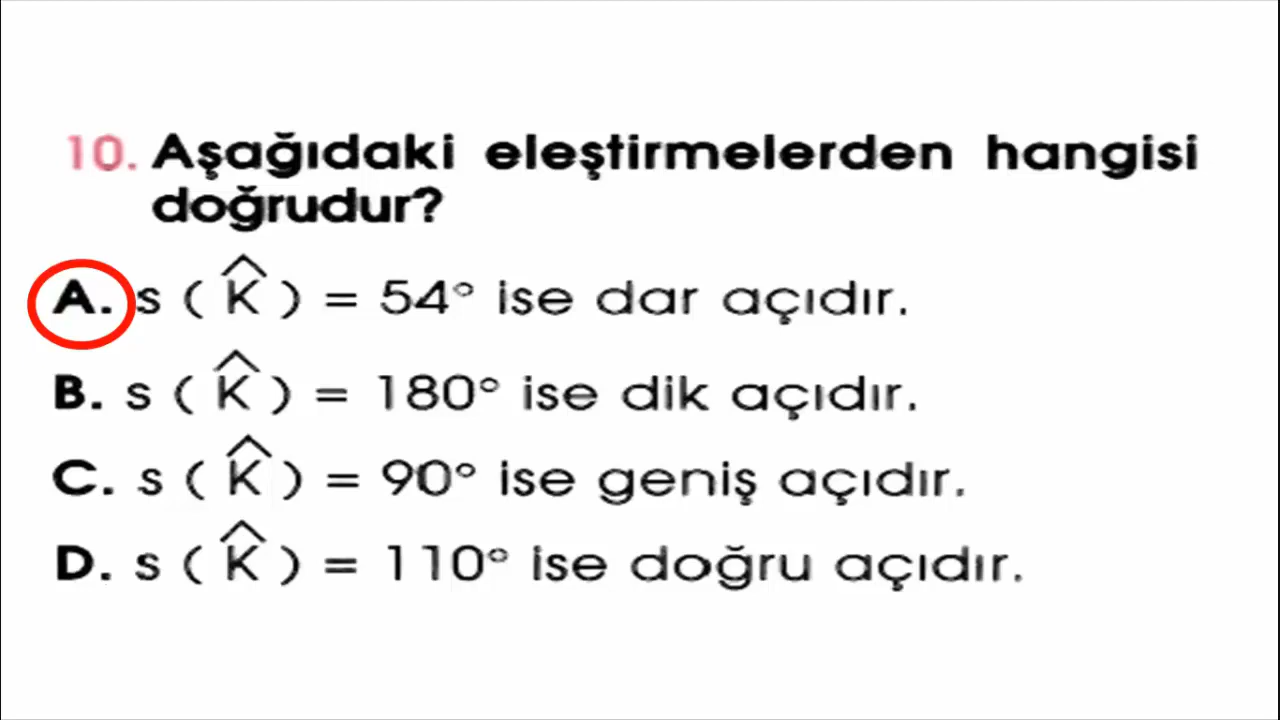 10. Aşağıdaki eleştirmelerden hangisi
doğrudur?
A. s ( K̂ ) = 54° ise dar açıdır.
B. s ( K̂ ) = 180° ise dik açıdır.
C. s ( K̂ ) = 90° ise geniş açıdır.
D. s ( K̂ ) = 110° ise doğru açıdır.